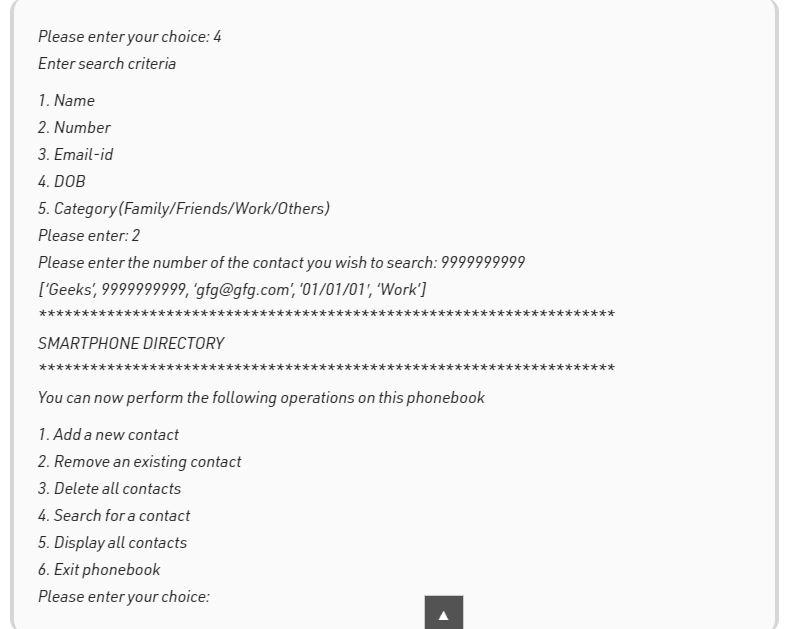 Please enter your choice: 4
Enter search criteria
1. Name
2. Number
3. Email-id
4. DOB
5. Category(Family/Friends/Work/Others)
Please enter: 2
Please enter the number of the contact you wish to search: 9999999999
[‘Geeks’, 9999999999, ‘gfg@gfg.com’, ’01/01/01′, ‘Work’]
********************************************************************
SMARTPHONE DIRECTORY
********************************************************************
You can now perform the following operations on this phonebook
1. Add a new contact
2. Remove an existing contact
3. Delete all contacts
4. Search for a contact
5. Display all contacts
6. Exit phonebook
Please enter your choice: